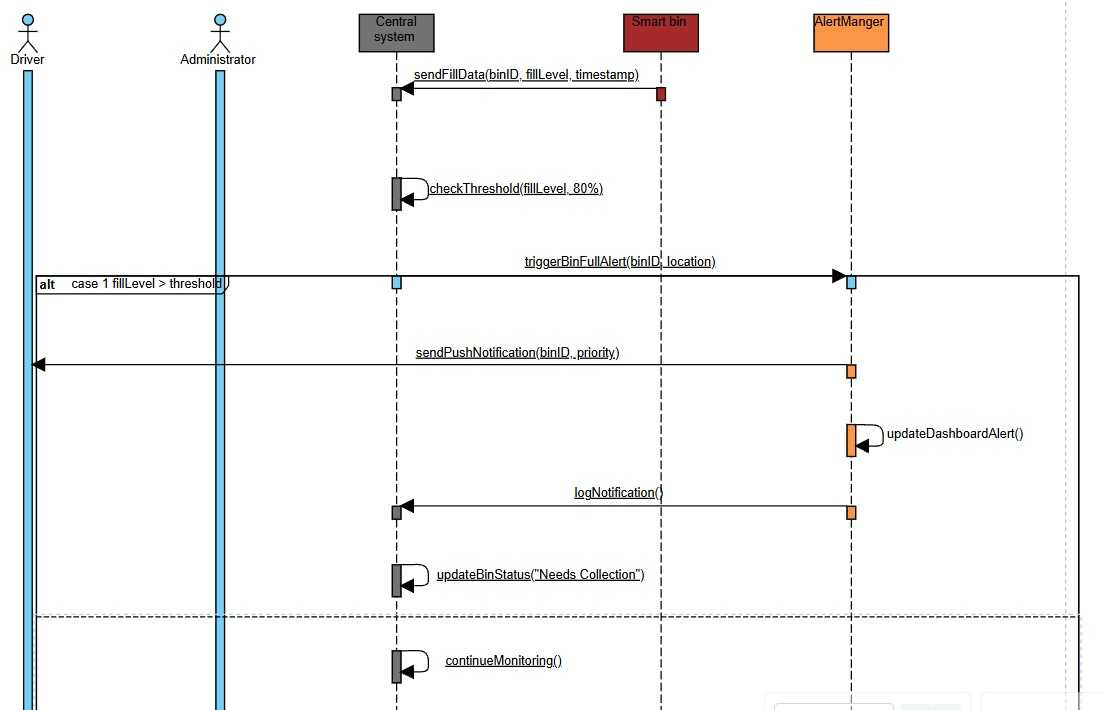 Driver
Administrator
Central
system
Smart bin
AlertManger
sendFillData(binID, fillLevel, timestamp)
checkThreshold(fillLevel, 80%)
triggerBinFullAlert(binID, location)
alt case 1 fillLevel > threshold
sendPushNotification(binID, priority)
updateDashboardAlert()
logNotification()
updateBinStatus("Needs Collection")
continueMonitoring()